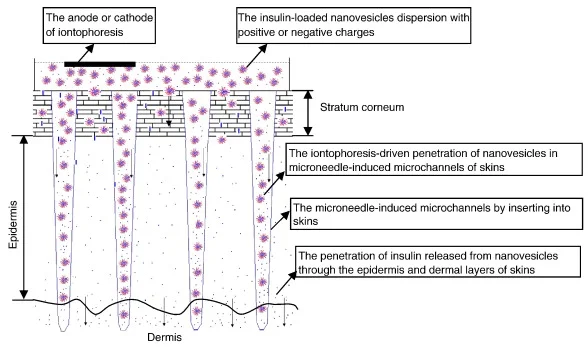 The anode or cathode
of iontophoresis
The insulin-loaded nanovesicles dispersion with
positive or negative charges
Stratum corneum
The iontophoresis-driven penetration of nanovesicles in
microneedle-induced microchannels of skins
The microneedle-induced microchannels by inserting into
skins
Epidermis
The penetration of insulin released from nanovesicles
through the epidermis and dermal layers of skins
Dermis